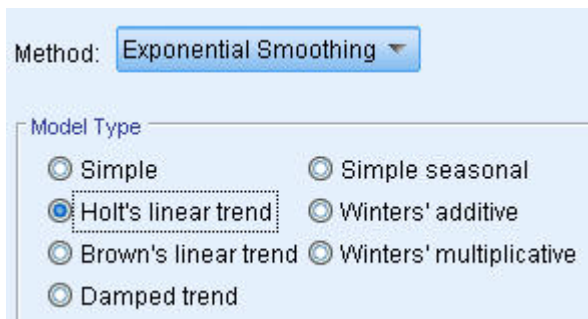 Method: Exponential Smoothing
Model Type
Simple
Simple seasonal
Holt's linear trend
Winters' additive
Brown's linear trend
Winters' multiplicative
Damped trend